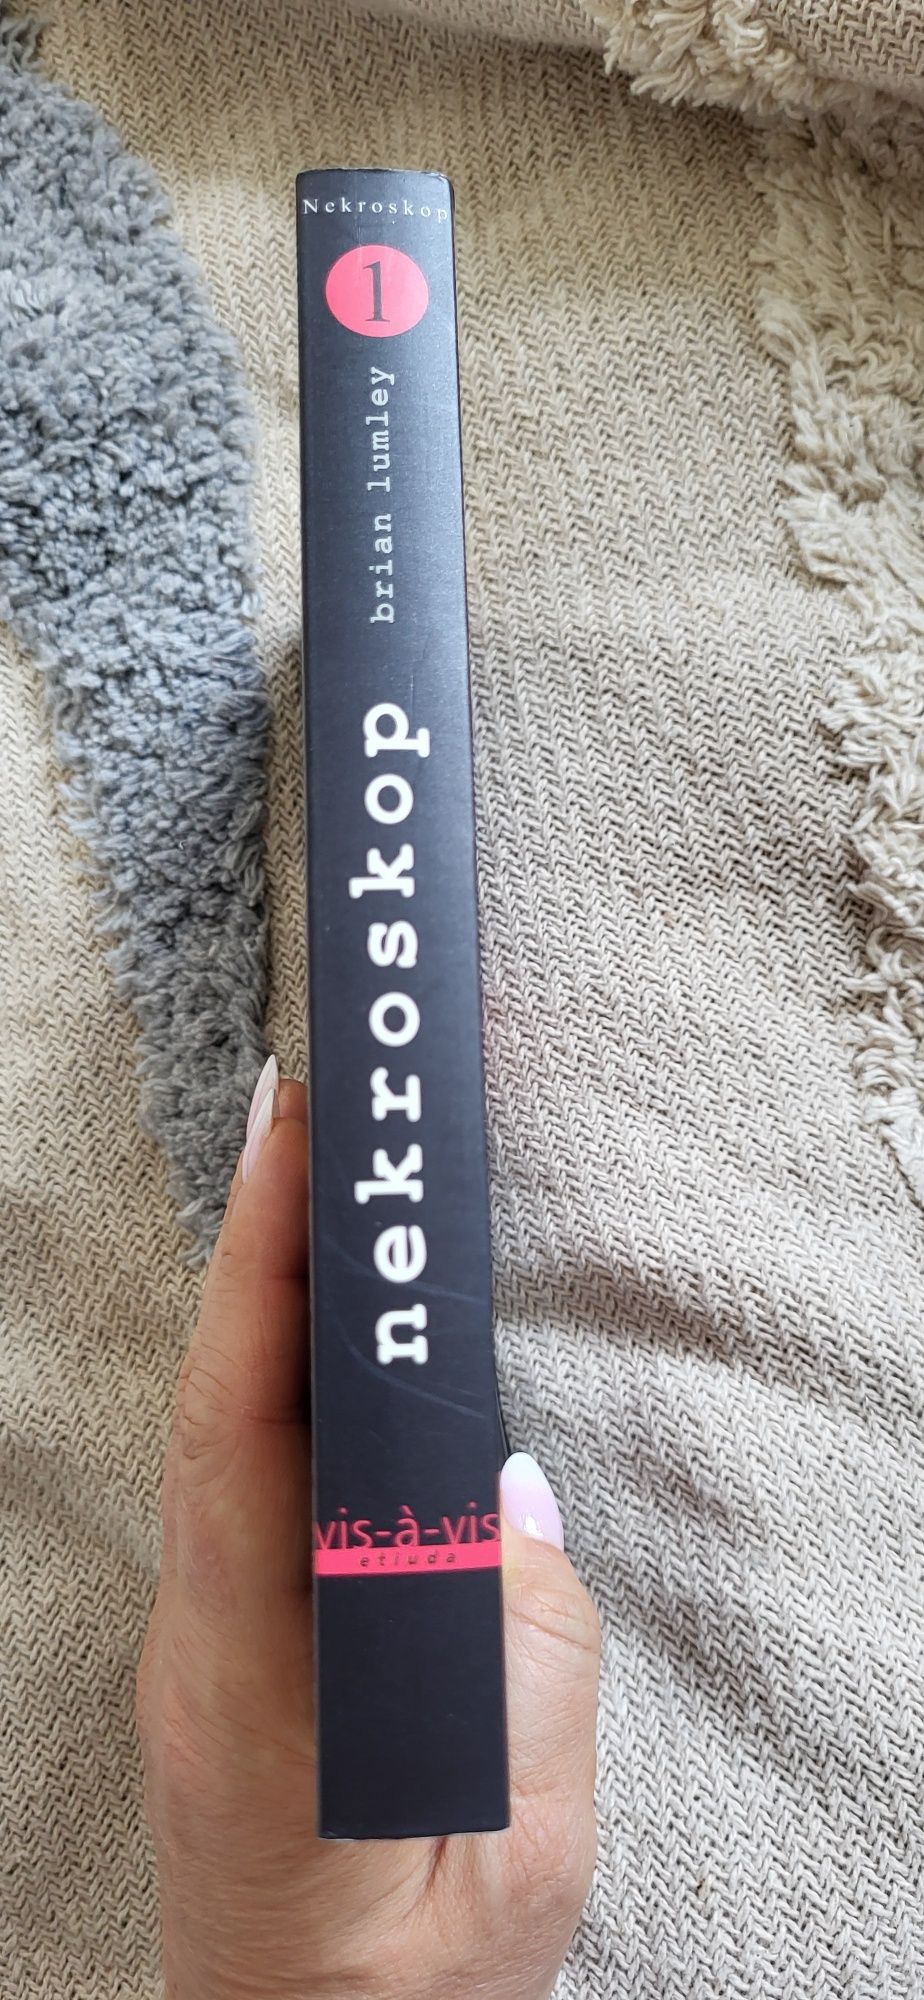 Nekroskop
1
brian lumley
nekroskop
vis-à-vis
etiuda